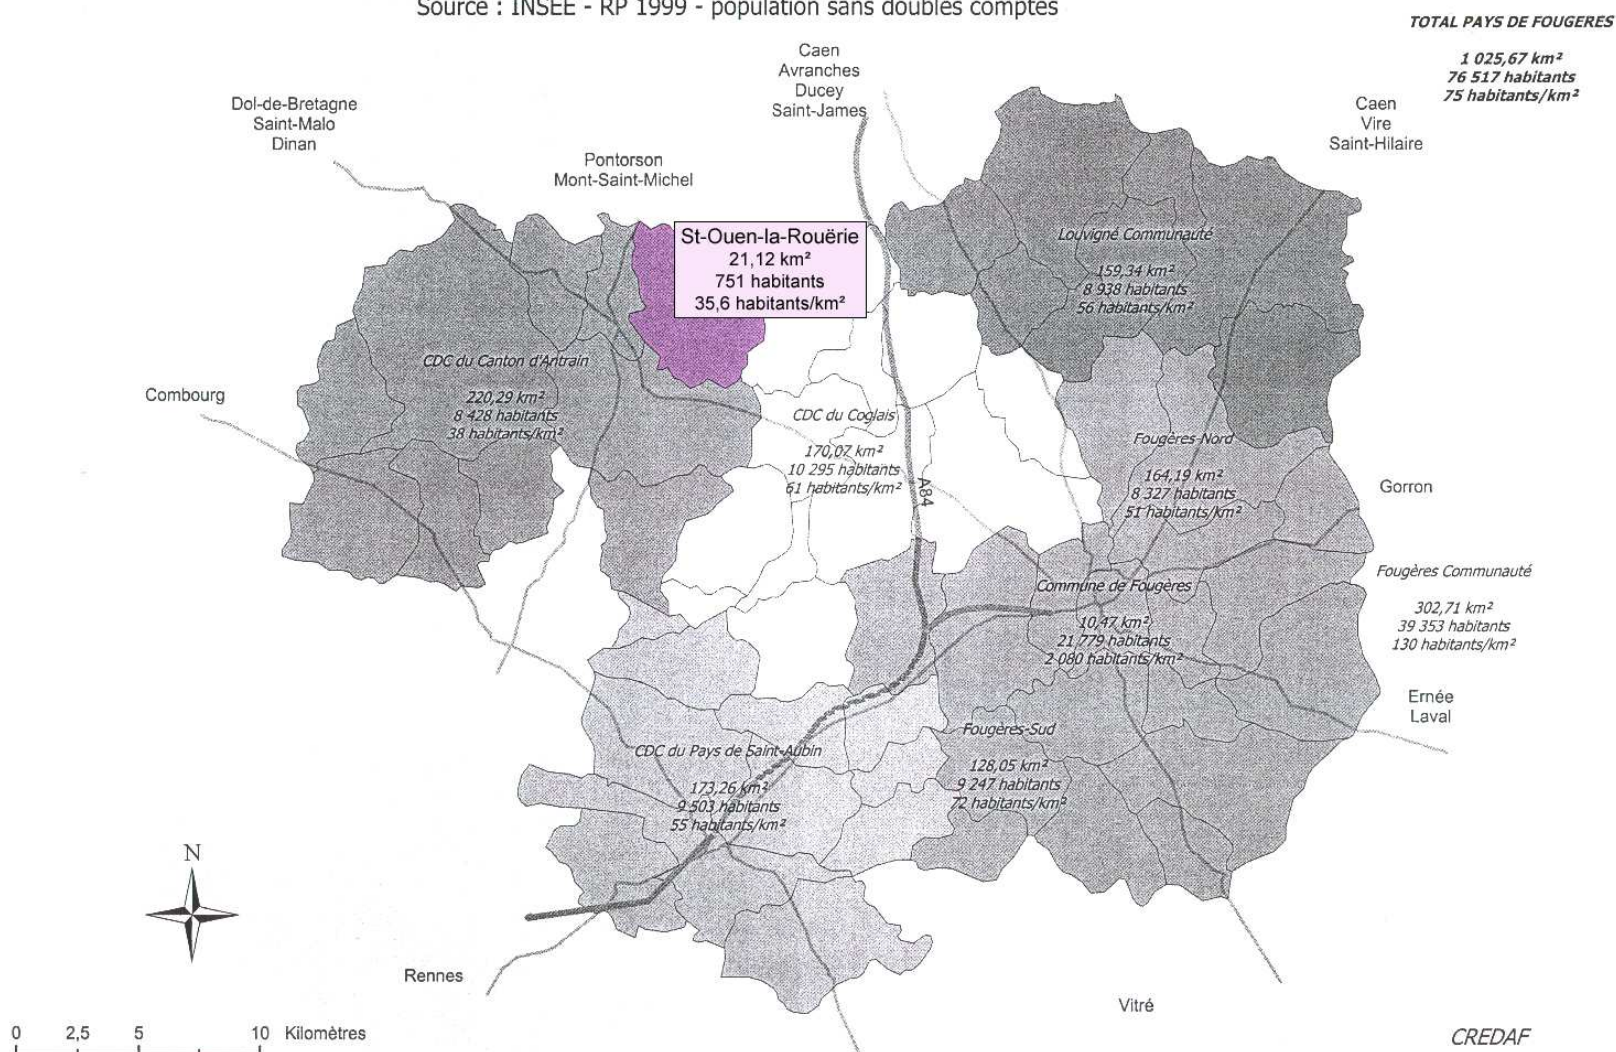 Source : INSEE - RP 1999 - population sans doubles comptes
TOTAL PAYS DE FOUGERES
1 025,67 km²
76 517 habitants
75 habitants/km²
Caen
Avranches
Ducey
Saint-James
Dol-de-Bretagne
Saint-Malo
Dinan
Caen
Vire
Saint-Hilaire
Pontorson
Mont-Saint-Michel
St-Ouen-la-Rouërie
21,12 km²
751 habitants
35,6 habitants/km²
Louvigné Communauté
159,34 km²
8 938 habitants
56 habitants/km²
CDC du Canton d'Antrain
220,29 km²
8 428 habitants
38 habitants/km²
Combourg
CDC du Coglais
170,07 km²
10 295 habitants
61 habitants/km²
A84
Fougères-Nord
164,19 km²
8 327 habitants
51 habitants/km²
Gorron
Fougères Communauté
302,71 km²
39 353 habitants
130 habitants/km²
Commune de Fougères
10,47 km²
21 779 habitants
2 080 habitants/km²
Ernée
Laval
Fougères-Sud
128,05 km²
9 247 habitants
72 habitants/km²
CDC du Pays de Saint-Aubin
173,26 km²
9 503 habitants
55 habitants/km²
N
Rennes
Vitré
0 2,5 5 10 Kilomètres
CREDAF